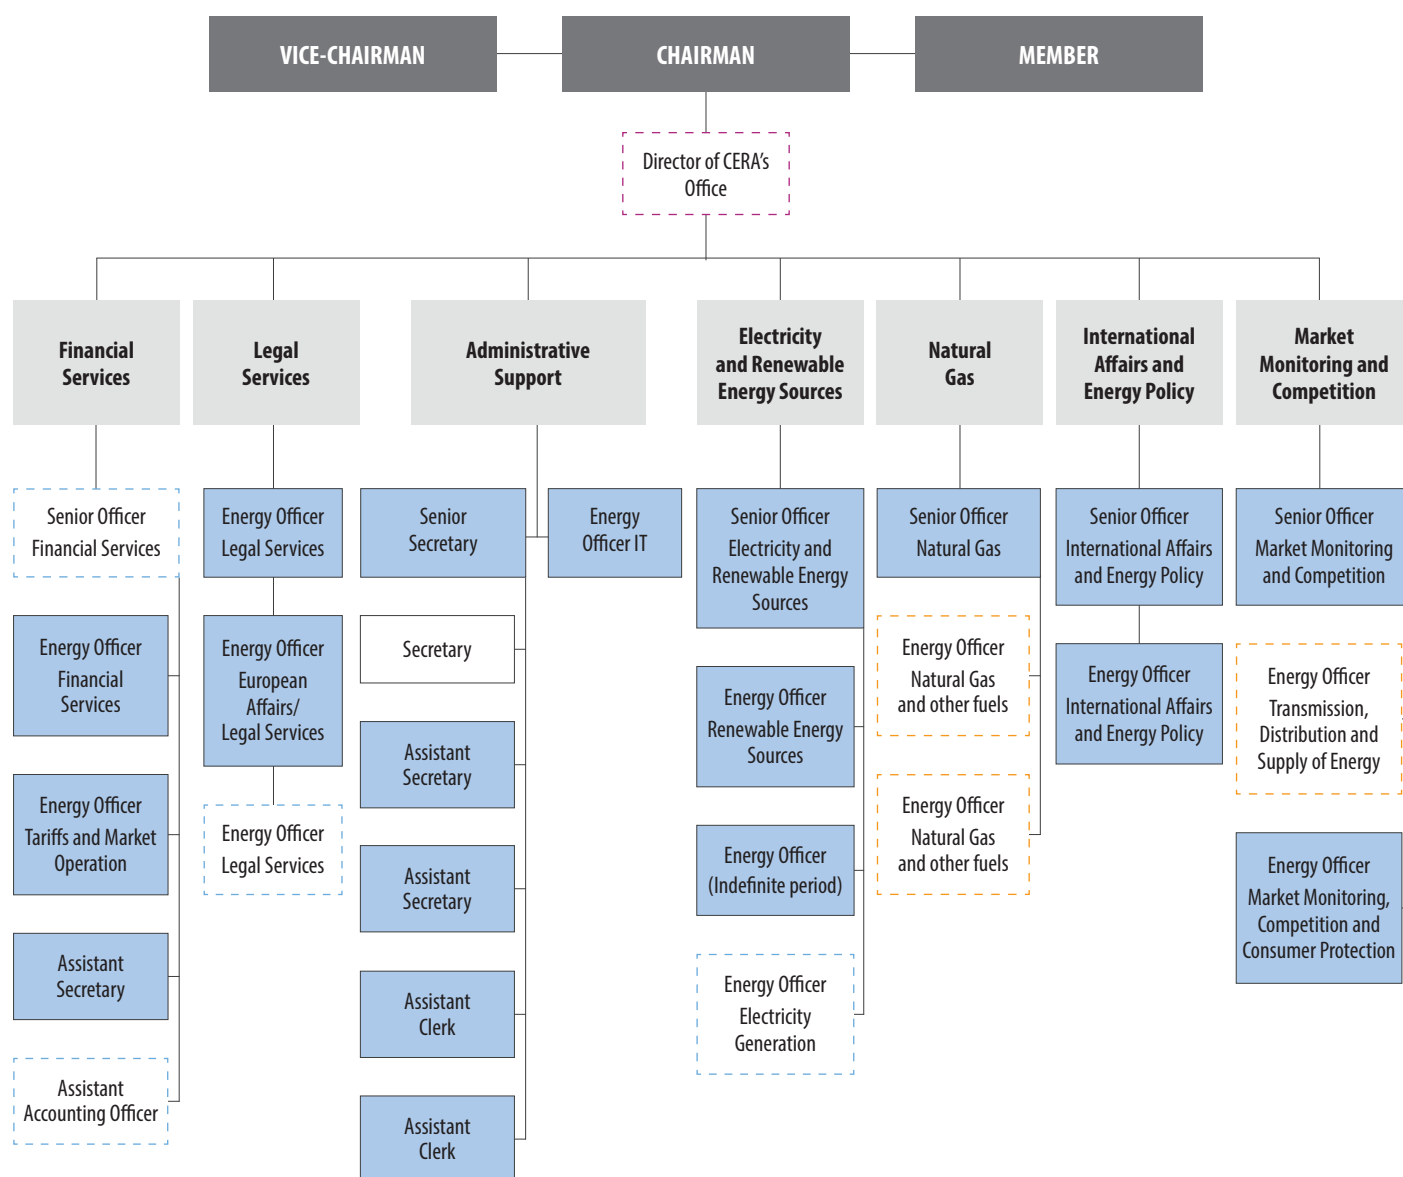 VICE-CHAIRMAN
CHAIRMAN
MEMBER
Director of CERA's
Office
Financial
Services
Legal
Services
Administrative
Support
Electricity
and Renewable
Energy Sources
Natural
Gas
International
Affairs and
Energy Policy
Market
Monitoring and
Competition
Senior Officer
Financial Services
Energy Officer
Financial
Services
Energy Officer
Tariffs and Market
Operation
Assistant
Secretary
Assistant
Accounting Officer
Energy Officer
Legal Services
Energy Officer
European
Affairs/
Legal Services
Energy Officer
Legal Services
Senior
Secretary
Energy
Officer IT
Secretary
Assistant
Secretary
Assistant
Secretary
Assistant
Clerk
Assistant
Clerk
Senior Officer
Electricity and
Renewable Energy
Sources
Energy Officer
Renewable Energy
Sources
Energy Officer
(Indefinite period)
Energy Officer
Electricity
Generation
Senior Officer
Natural Gas
Energy Officer
Natural Gas
and other fuels
Energy Officer
Natural Gas
and other fuels
Senior Officer
International Affairs
and Energy Policy
Energy Officer
International Affairs
and Energy Policy
Senior Officer
Market Monitoring
and Competition
Energy Officer
Transmission,
Distribution and
Supply of Energy
Energy Officer
Market Monitoring,
Competition and
Consumer Protection